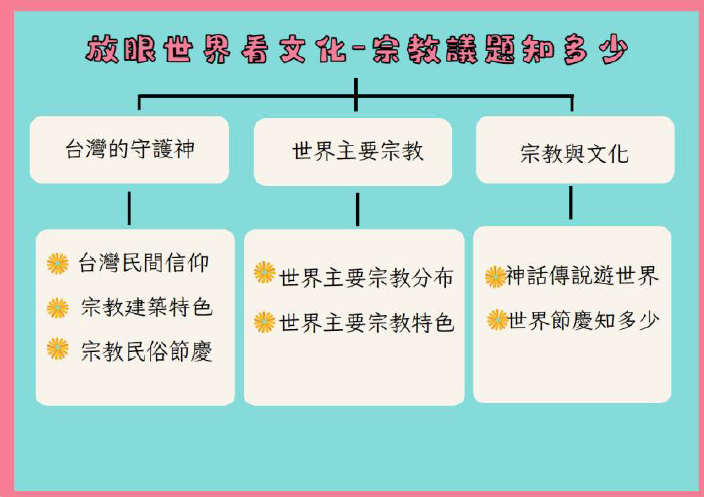 放眼世界看文化-宗教議題知多少
台灣的守護神
世界主要宗教
宗教與文化
台灣民間信仰
宗教建築特色
宗教民俗節慶
世界主要宗教分布
世界主要宗教特色
神話傳說遊世界
世界節慶知多少